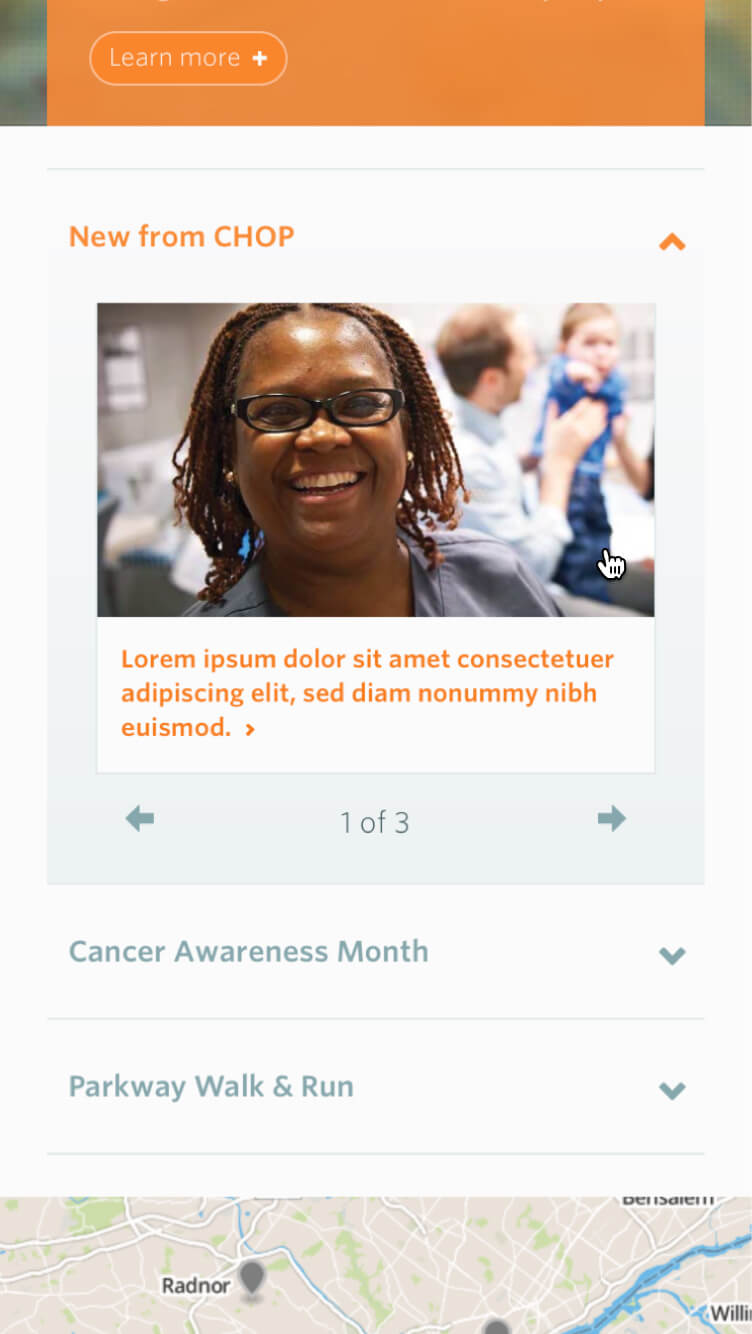 Learn more +
New from CHOP
Lorem ipsum dolor sit amet consectetuer
adipiscing elit, sed diam nonummy nibh
euismod. ›
1 of 3
Cancer Awareness Month
Parkway Walk & Run
Bensalem
Radnor